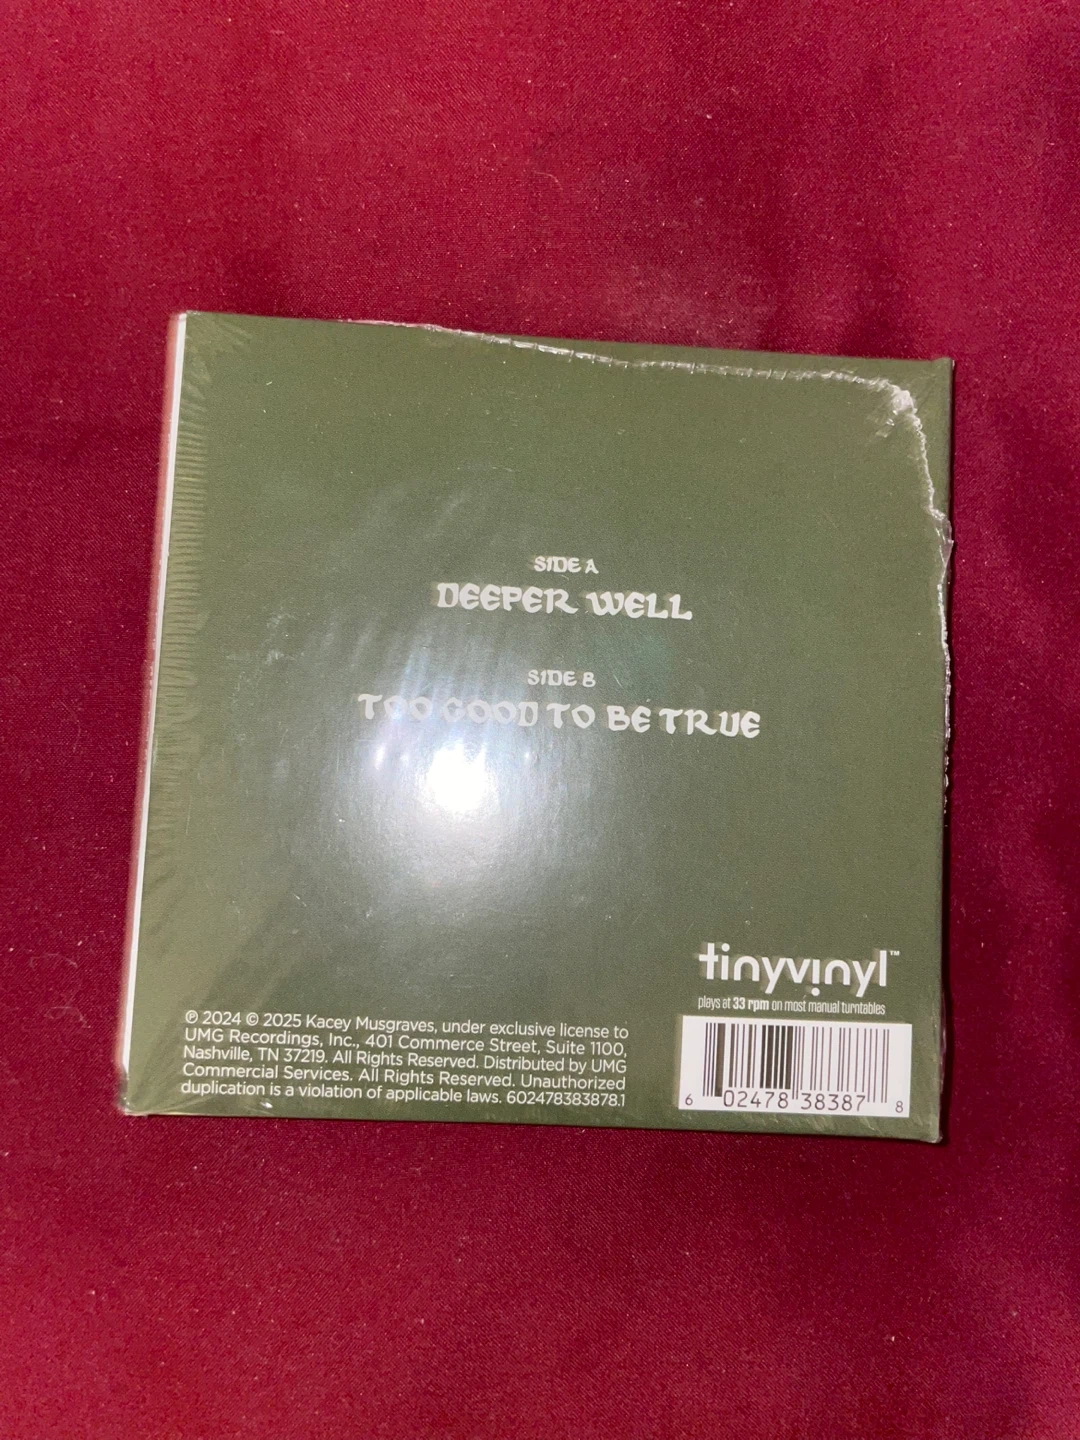 SIDE A
DEEPER WELL
SIDE B
TOO GOOD TO BE TRUE
tinyvinyl™
plays at 33 rpm on most manual turntables
℗ 2024 © 2025 Kacey Musgraves, under exclusive license to
UMG Recordings, Inc., 401 Commerce Street, Suite 1100,
Nashville, TN 37219. All Rights Reserved. Distributed by UMG
Commercial Services. All Rights Reserved. Unauthorized
duplication is a violation of applicable laws. 602478383878.1
6 02478 38387 8